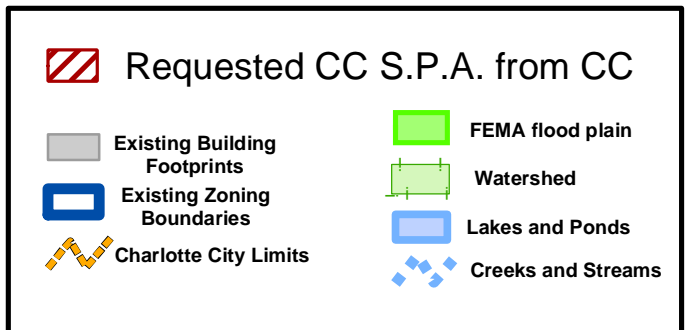 Requested CC S.P.A. from CC
Existing Building
Footprints
Existing Zoning
Boundaries
Charlotte City Limits
FEMA flood plain
Watershed
Lakes and Ponds
Creeks and Streams